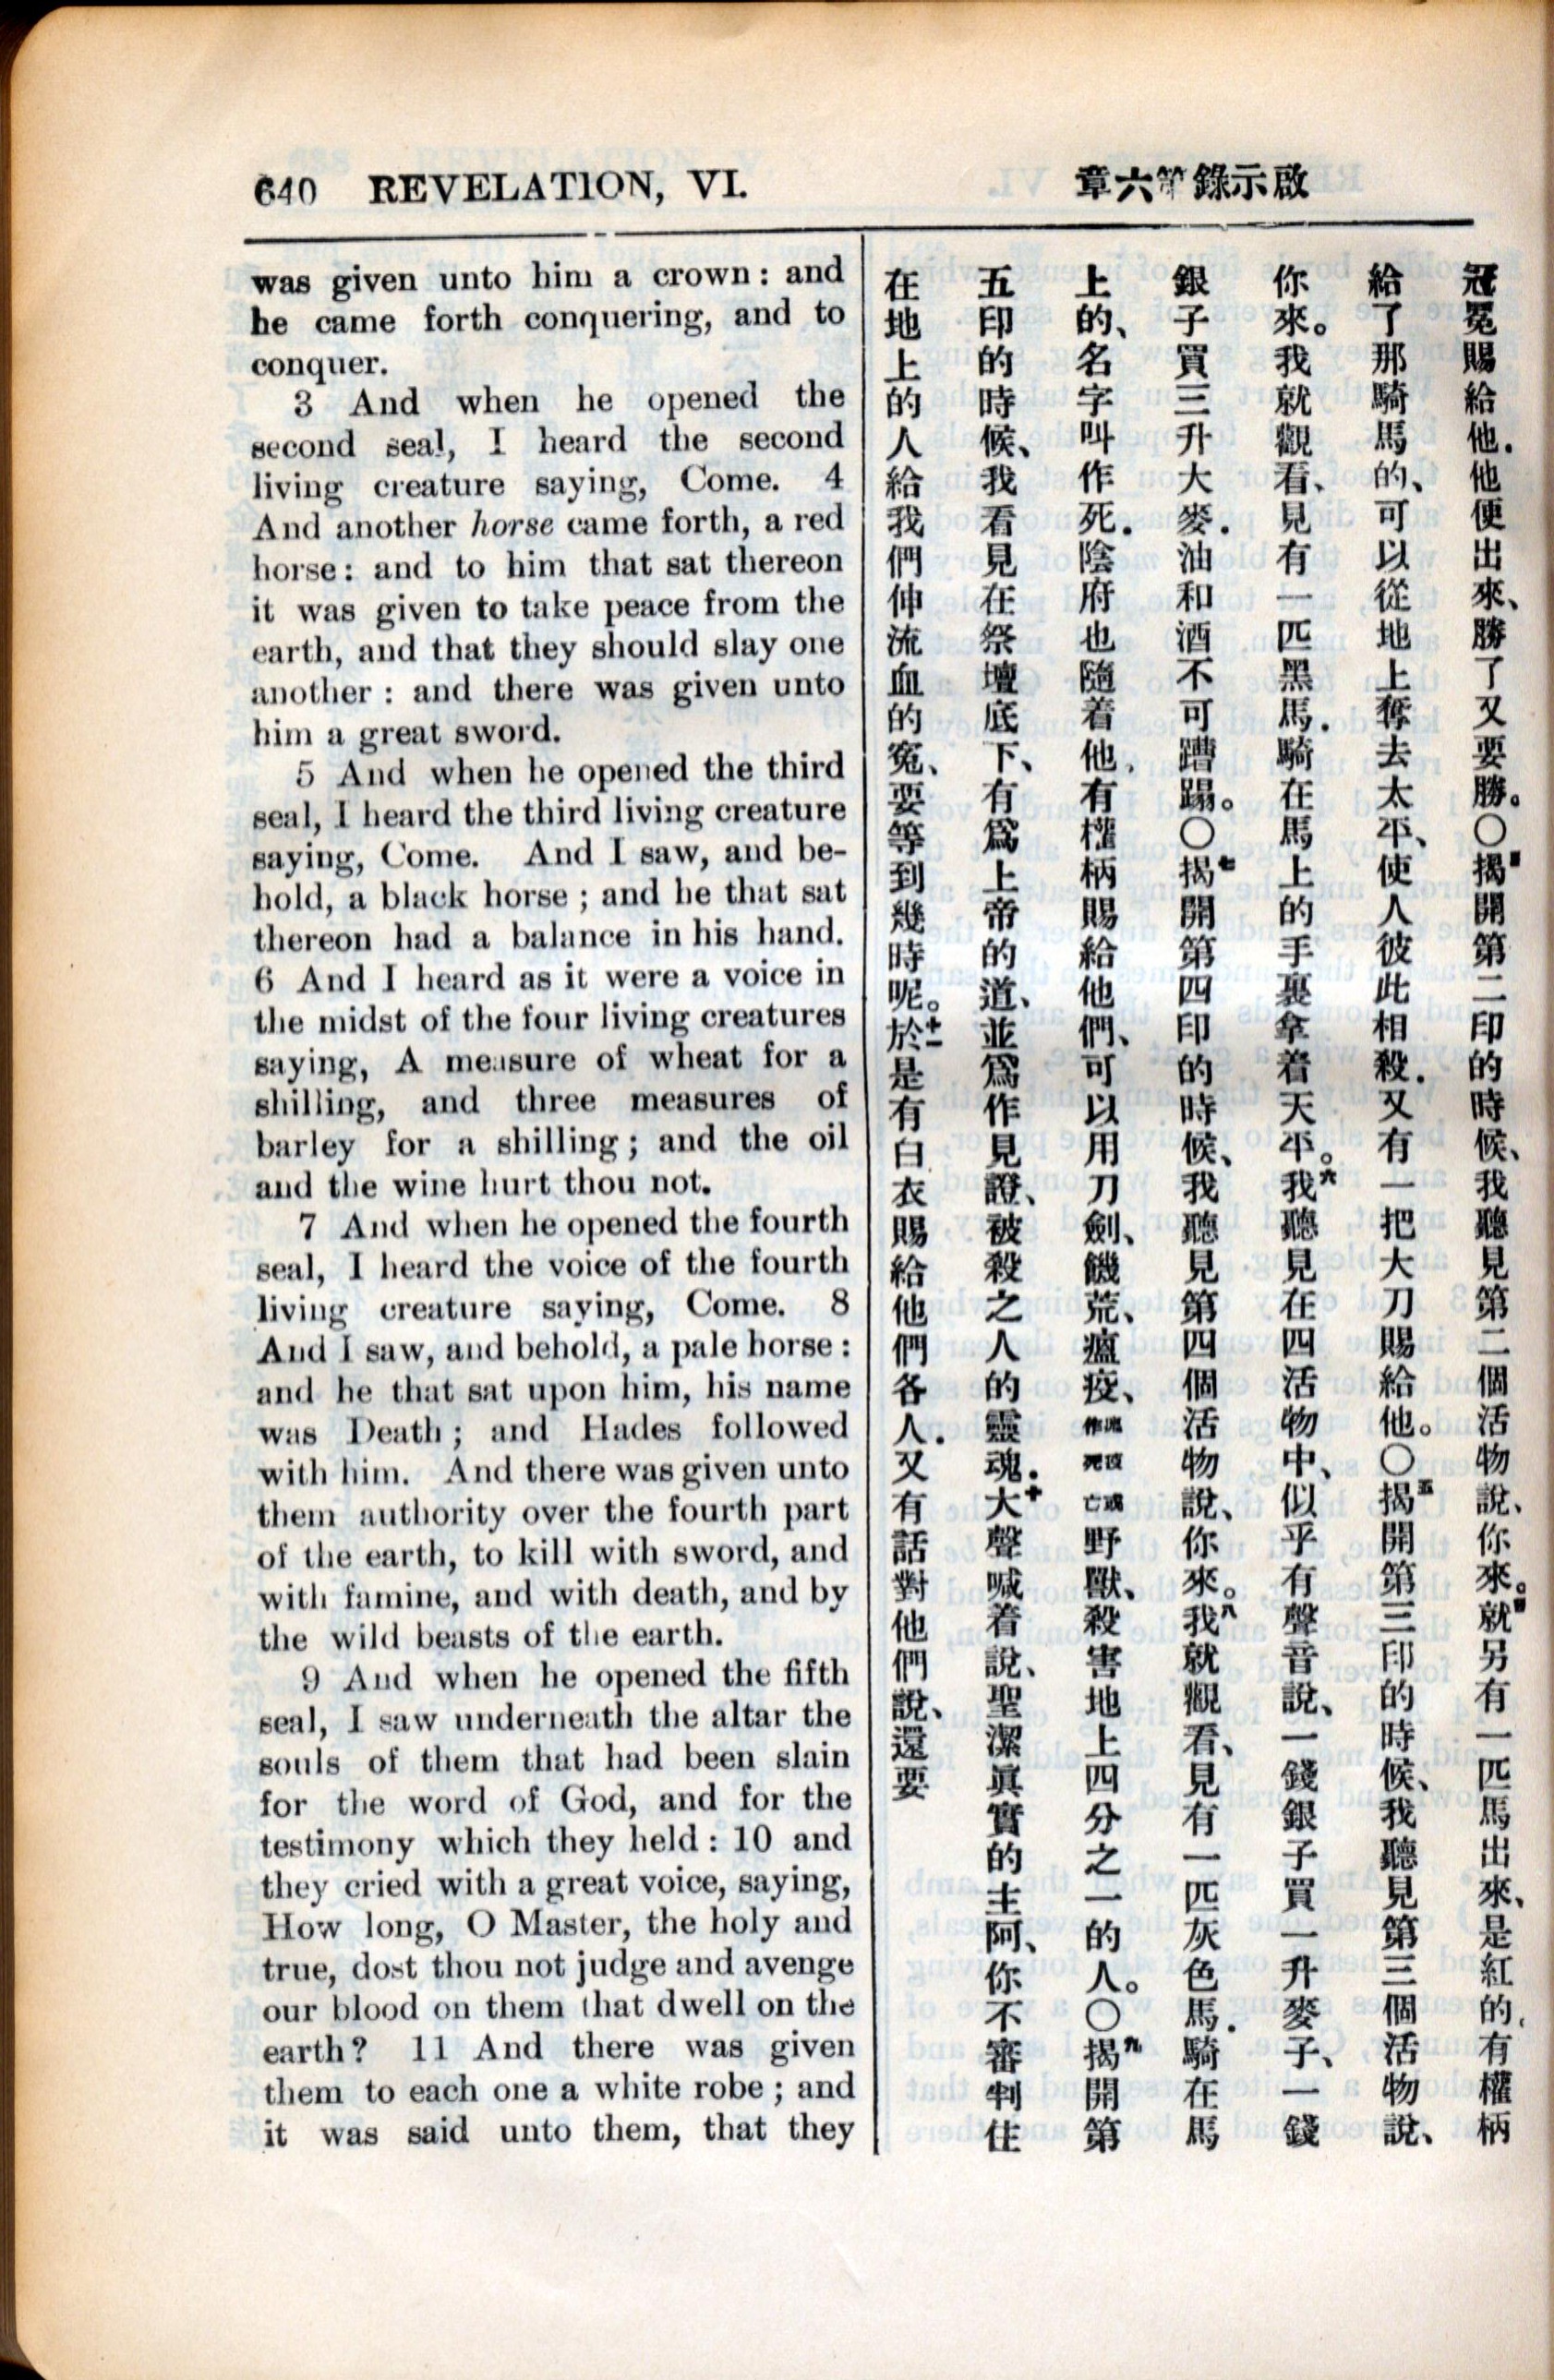 640 REVELATION, VI.
章六第錄示啟
was given unto him a crown: and
he came forth conquering, and to
conquer.
3 And when he opened the
second seal, I heard the second
living creature saying, Come. 4
And another horse came forth, a red
horse: and to him that sat thereon
it was given to take peace from the
earth, and that they should slay one
another: and there was given unto
him a great sword.
5 And when he opened the third
seal, I heard the third living creature
saying, Come. And I saw, and be-
hold, a black horse; and he that sat
thereon had a balance in his hand.
6 And I heard as it were a voice in
the midst of the four living creatures
saying, A measure of wheat for a
shilling, and three measures of
barley for a shilling; and the oil
and the wine hurt thou not.
7 And when he opened the fourth
seal, I heard the voice of the fourth
living creature saying, Come. 8
And I saw, and behold, a pale horse:
and he that sat upon him, his name
was Death; and Hades followed
with him. And there was given unto
them authority over the fourth part
of the earth, to kill with sword, and
with famine, and with death, and by
the wild beasts of the earth.
9 And when he opened the fifth
seal, I saw underneath the altar the
souls of them that had been slain
for the word of God, and for the
testimony which they held: 10 and
they cried with a great voice, saying,
How long, O Master, the holy and
true, dost thou not judge and avenge
our blood on them that dwell on the
earth? 11 And there was given
them to each one a white robe; and
it was said unto them, that they
冠冕賜給他．他便出來、勝了又要勝。〇三揭開第二印的時候、我聽見第二個活物說、你來。四就另有一匹馬出來、是紅的．有權柄
給了那騎馬的、可以從地上奪去太平、使人彼此相殺．又有一把大刀賜給他。〇五揭開第三印的時候、我聽見第三個活物說、
你來。我就觀看、見有一匹黑馬．騎在馬上的手裏拿着天平。六我聽見在四活物中、似乎有聲音說、一錢銀子買一升麥子、一錢
銀子買三升大麥．油和酒不可蹧踢。〇七揭開第四印的時候、我聽見第四個活物說、你來。八我就觀看、見有一匹灰色馬．騎在馬
上的、名字叫作死．陰府也隨着他．有權柄賜給他們、可以用刀劍、饑荒、瘟疫、瘟疫或作死亡野獸、殺害地上四分之一的人。〇九揭開第
五印的時候、我看見在祭壇底下、有爲上帝的道、並爲作見證、被殺之人的靈魂．十大聲喊着說、聖潔眞實的主阿、你不審判住
在地上的人給我們伸流血的寃、要等到幾時呢。十一於是有白衣賜給他們各人．又有話對他們說、還要